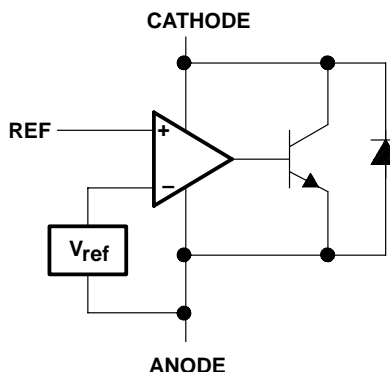 CATHODE
REF
+
−
Vref
ANODE